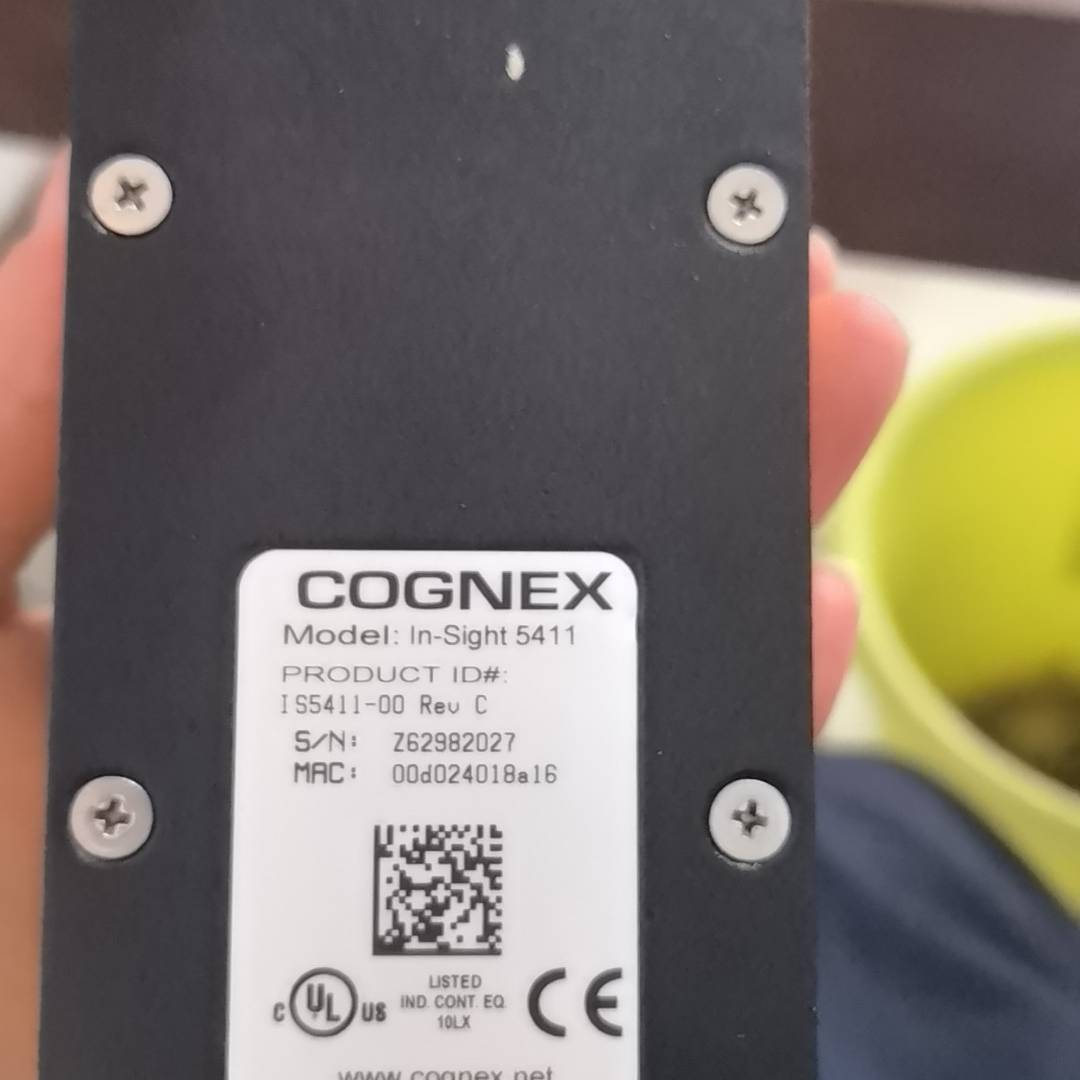 COGNEX
Model: In-Sight 5411
PRODUCT ID#:
IS5411-00 Rev C
S/N: Z62982027
MAC: 00d024018a16
C UL US
LISTED
IND. CONT. EQ.
10LX
CE
www.cognex.net